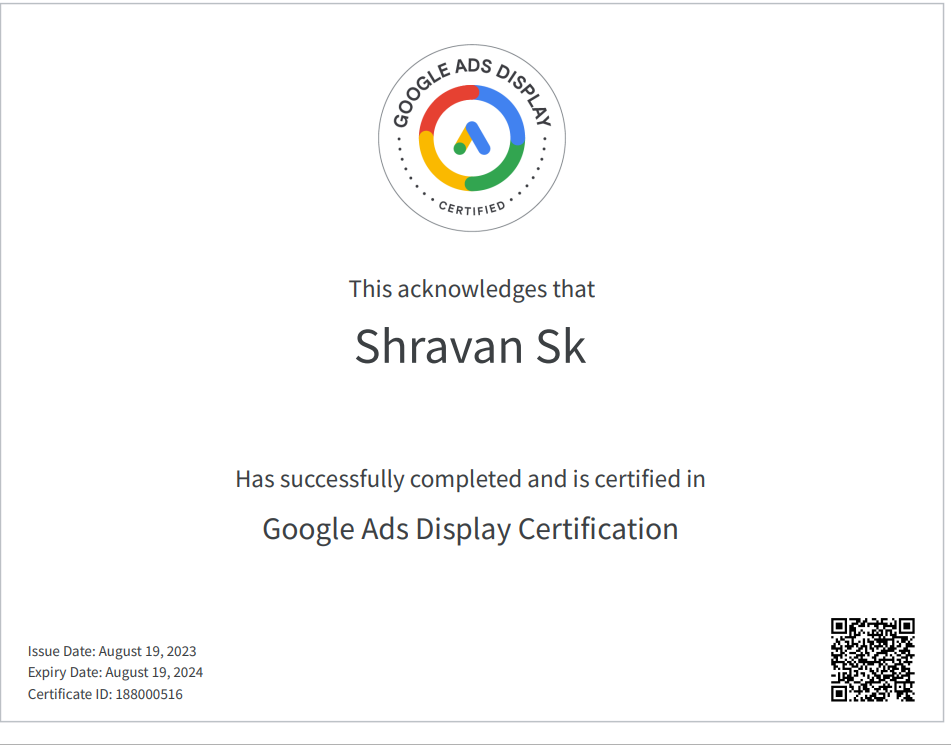 GOOGLE ADS DISPLAY
CERTIFIED
This acknowledges that
Shravan Sk
Has successfully completed and is certified in
Google Ads Display Certification
Issue Date: August 19, 2023
Expiry Date: August 19, 2024
Certificate ID: 188000516